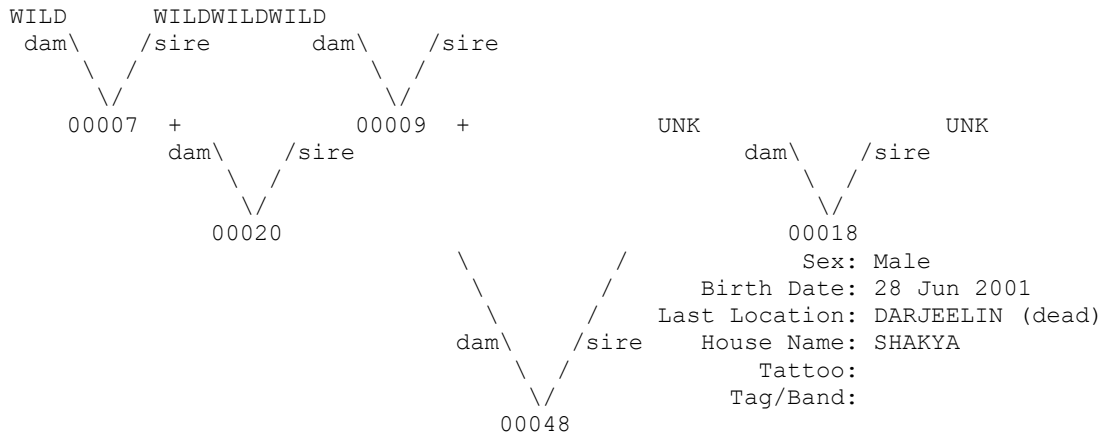 WILD      WILDWILDWILD
dam\      /sire      dam\      /sire
\  /      \  /
\/      \/
00007  +      00009  +      UNK      UNK
dam\    /sire      dam\    /sire
\  /      \  /
\/      \/
00020      00018
\      /      Sex: Male
\      /      Birth Date: 28 Jun 2001
\      /      Last Location: DARJEELIN (dead)
dam\    /sire      House Name: SHAKYA
\  /      Tattoo:
\/      Tag/Band:
00048